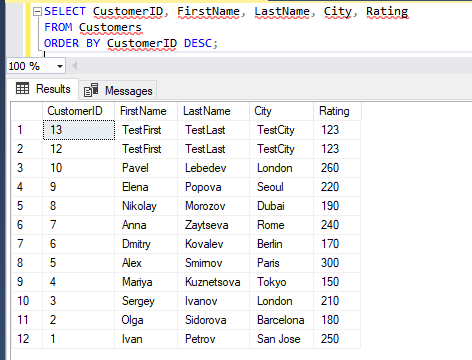 SELECT CustomerID, FirstName, LastName, City, Rating
FROM Customers
ORDER BY CustomerID DESC;
100 %
Results Messages
CustomerID FirstName LastName City Rating
1 13 TestFirst TestLast TestCity 123
2 12 TestFirst TestLast TestCity 123
3 10 Pavel Lebedev London 260
4 9 Elena Popova Seoul 220
5 8 Nikolay Morozov Dubai 190
6 7 Anna Zaytseva Rome 240
7 6 Dmitry Kovalev Berlin 170
8 5 Alex Smirnov Paris 300
9 4 Mariya Kuznetsova Tokyo 150
10 3 Sergey Ivanov London 210
11 2 Olga Sidorova Barcelona 180
12 1 Ivan Petrov San Jose 250